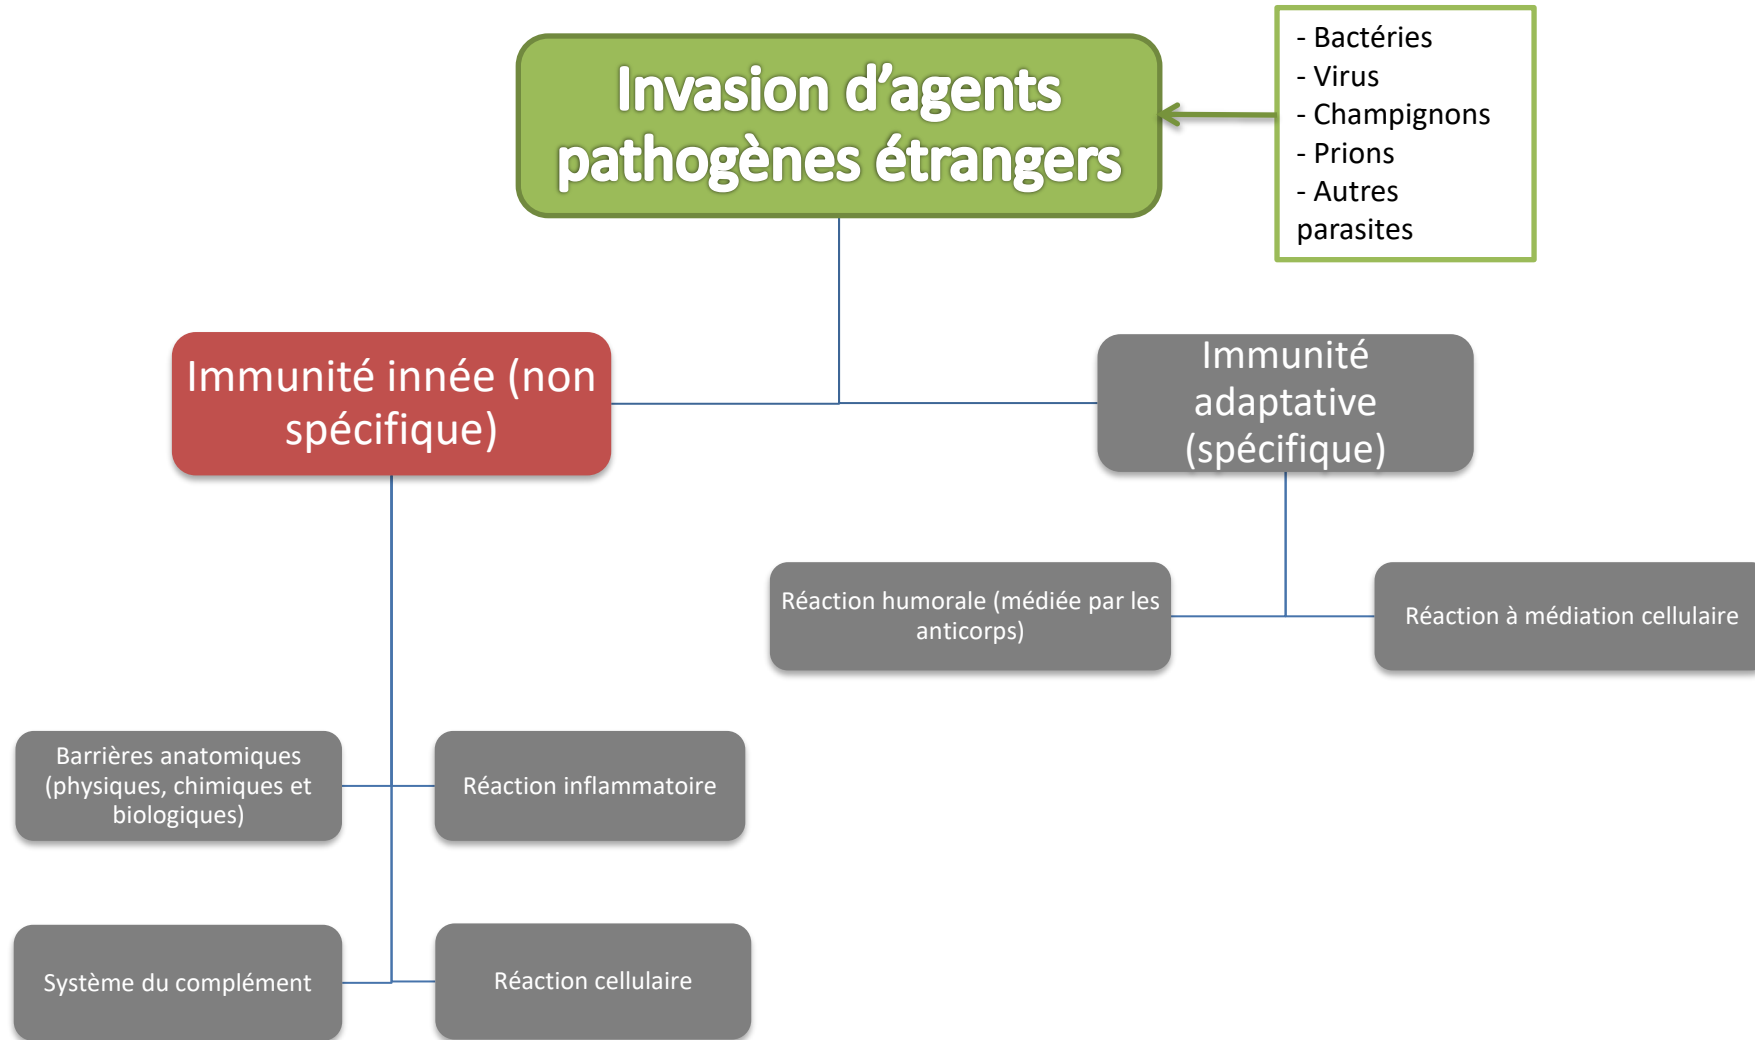 Invasion d’agents
pathogènes étrangers
- Bactéries
- Virus
- Champignons
- Prions
- Autres
parasites
Immunité innée (non
spécifique)
Immunité
adaptative
(spécifique)
Réaction humorale (médiée par les
anticorps)
Réaction à médiation cellulaire
Barrières anatomiques
(physiques, chimiques et
biologiques)
Réaction inflammatoire
Système du complément
Réaction cellulaire